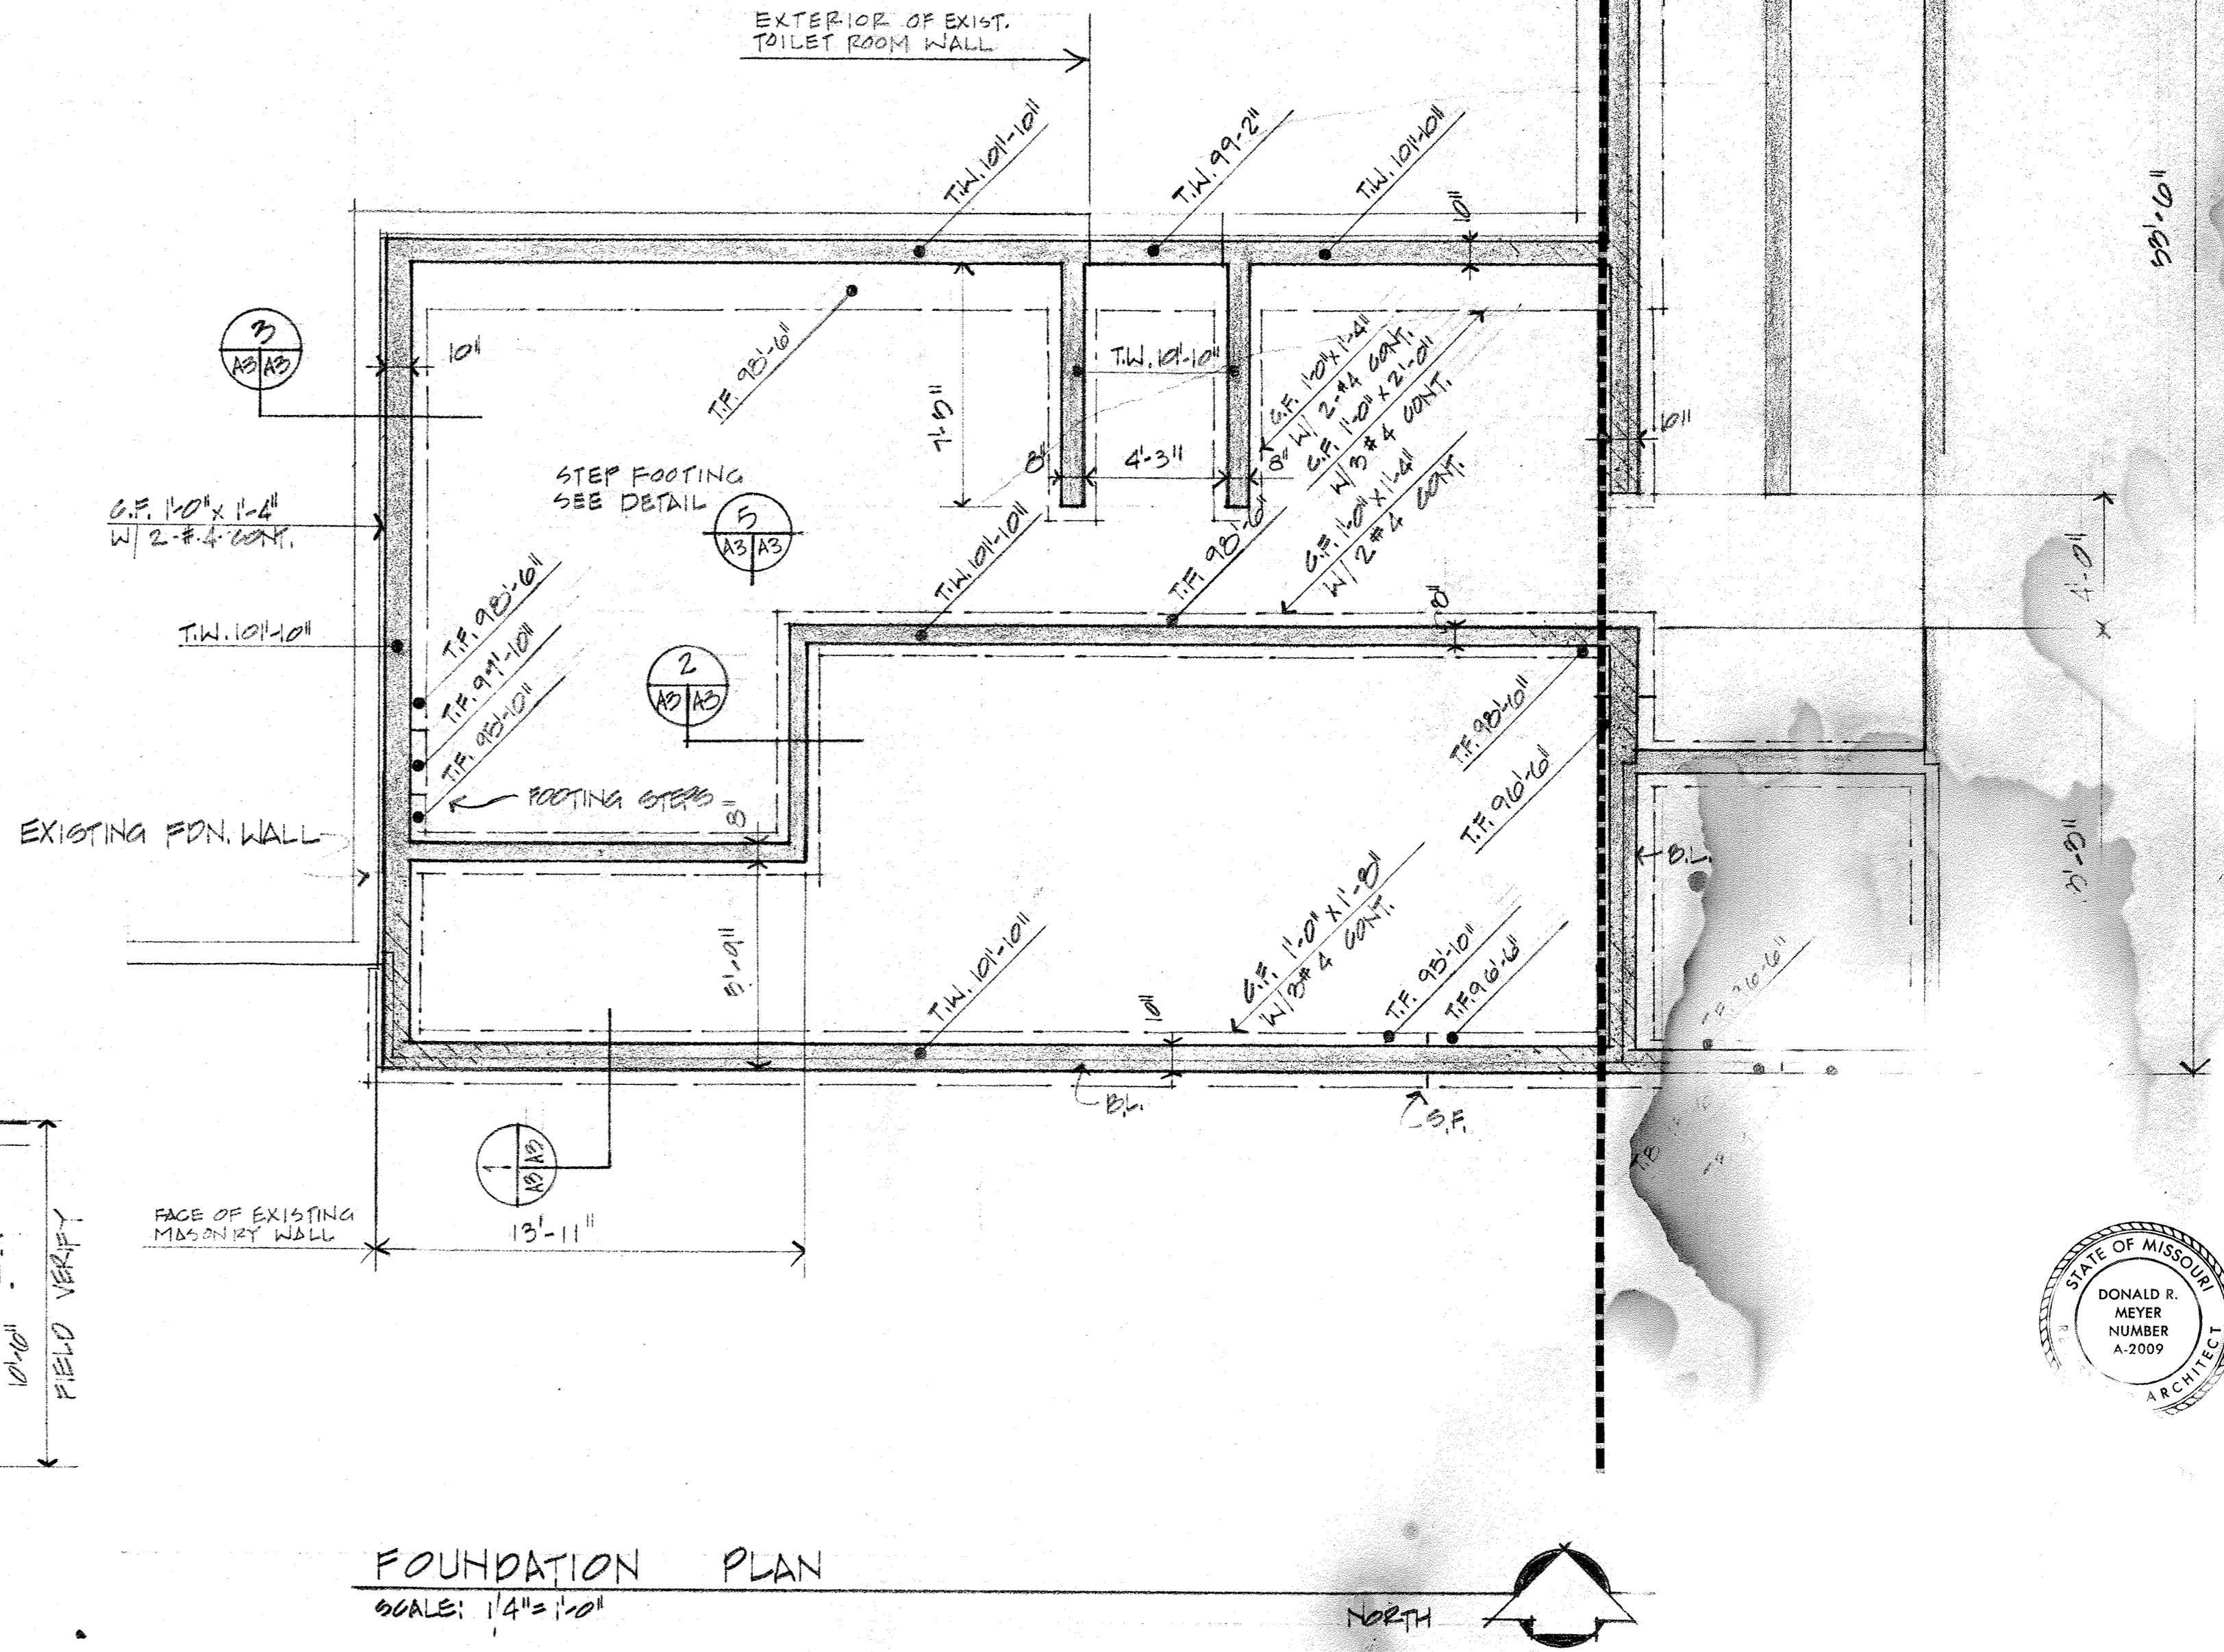 EXTERIOR OF EXIST.
TOILET ROOM WALL
T.W. 101'-10"
T.W. 99'-2"
T.W. 101'-10"
10"
3
A3 A3
10"
T.F. 98'-6"
7'-5"
T.W. 101'-10"
8"
4'-3"
8"
C.F. 1'-0" x 1'-4"
W/ 2-#4 CONT.
C.F. 1'-0" x 2'-0"
W/ 3#4 CONT.
C.F. 1'-0" x 1'-4"
W/ 2#4 CONT.
10"
STEP FOOTING
SEE DETAIL
5
A3 A3
C.F. 1'-0" x 1'-4"
W/ 2-#4 CONT.
T.W. 101'-10"
T.F. 98'-6"
8"
4'-0"
T.W. 101'-10"
T.F. 98'-6"
T.F. 97'-10"
T.F. 95'-10"
2
A3 A3
FOOTING STEPS
8"
EXISTING FDN. WALL
T.F. 98'-6"
T.F. 96'-6"
B.L.
5'-9"
T.W. 101'-10"
10"
C.F. 1'-0" x 1'-8"
W/ 3#4 CONT.
T.F. 95'-10"
T.F. 96'-6"
B.L.
S.F.
1
A3 A3
FACE OF EXISTING
MASONRY WALL
13'-11"
10'-6"
FIELD VERIFY
STATE OF MISSOURI
DONALD R.
MEYER
NUMBER
A-2009
ARCHITECT
FOUNDATION PLAN
SCALE: 1/4" = 1'-0"
NORTH